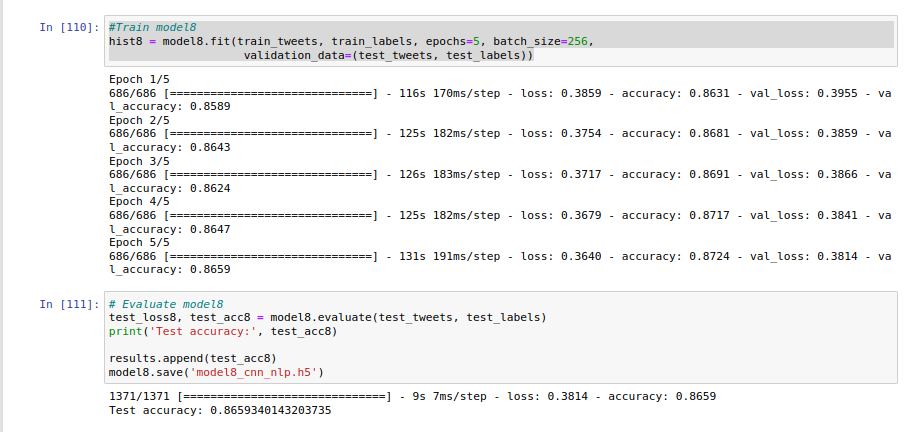 In [110]: #Train model8
hist8 = model8.fit(train_tweets, train_labels, epochs=5, batch_size=256,
validation_data=(test_tweets, test_labels))
Epoch 1/5
686/686 [==============================] - 116s 170ms/step - loss: 0.3859 - accuracy: 0.8631 - val_loss: 0.3955 - va
l_accuracy: 0.8589
Epoch 2/5
686/686 [==============================] - 125s 182ms/step - loss: 0.3754 - accuracy: 0.8681 - val_loss: 0.3859 - va
l_accuracy: 0.8643
Epoch 3/5
686/686 [==============================] - 126s 183ms/step - loss: 0.3717 - accuracy: 0.8691 - val_loss: 0.3866 - va
l_accuracy: 0.8624
Epoch 4/5
686/686 [==============================] - 125s 182ms/step - loss: 0.3679 - accuracy: 0.8717 - val_loss: 0.3841 - va
l_accuracy: 0.8647
Epoch 5/5
686/686 [==============================] - 131s 191ms/step - loss: 0.3640 - accuracy: 0.8724 - val_loss: 0.3814 - va
l_accuracy: 0.8659
In [111]: # Evaluate model8
test_loss8, test_acc8 = model8.evaluate(test_tweets, test_labels)
print('Test accuracy:', test_acc8)
results.append(test_acc8)
model8.save('model8_cnn_nlp.h5')
1371/1371 [==============================] - 9s 7ms/step - loss: 0.3814 - accuracy: 0.8659
Test accuracy: 0.8659340143203735